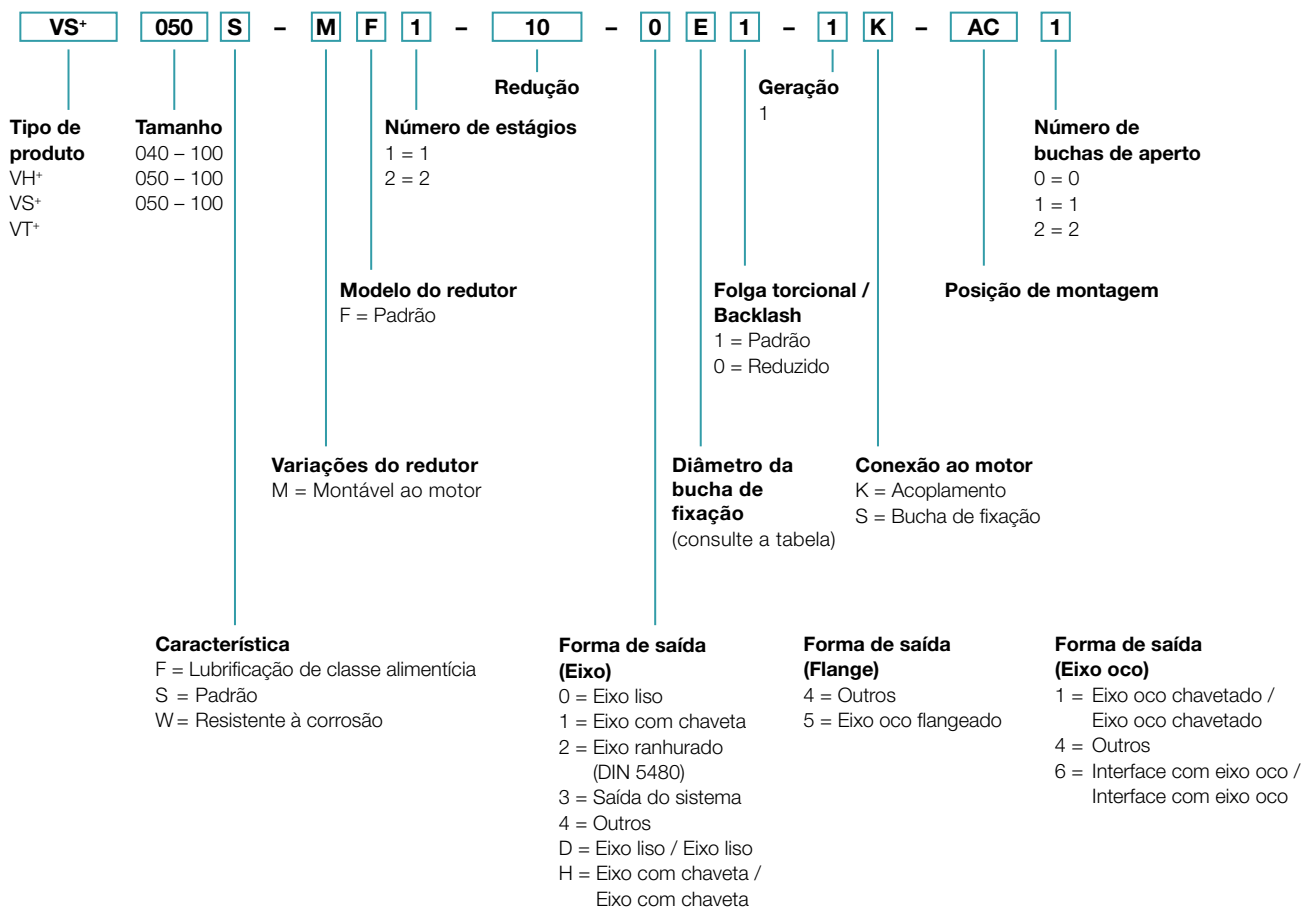 VS⁺ 050 S – M F 1 – 10 – 0 E 1 – 1 K – AC 1
Redução
Geração
1
Tipo de
produto
VH⁺
VS⁺
VT⁺
Tamanho
040 – 100
050 – 100
050 – 100
Número de estágios
1 = 1
2 = 2
Número de
buchas de aperto
0 = 0
1 = 1
2 = 2
Modelo do redutor
F = Padrão
Folga torcional /
Backlash
1 = Padrão
0 = Reduzido
Posição de montagem
Variações do redutor
M = Montável ao motor
Diâmetro da
bucha de
fixação
(consulte a tabela)
Conexão ao motor
K = Acoplamento
S = Bucha de fixação
Característica
F = Lubrificação de classe alimentícia
S = Padrão
W = Resistente à corrosão
Forma de saída
(Eixo)
0 = Eixo liso
1 = Eixo com chaveta
2 = Eixo ranhurado
(DIN 5480)
3 = Saída do sistema
4 = Outros
D = Eixo liso / Eixo liso
H = Eixo com chaveta /
Eixo com chaveta
Forma de saída
(Flange)
4 = Outros
5 = Eixo oco flangeado
Forma de saída
(Eixo oco)
1 = Eixo oco chavetado /
Eixo oco chavetado
4 = Outros
6 = Interface com eixo oco /
Interface com eixo oco